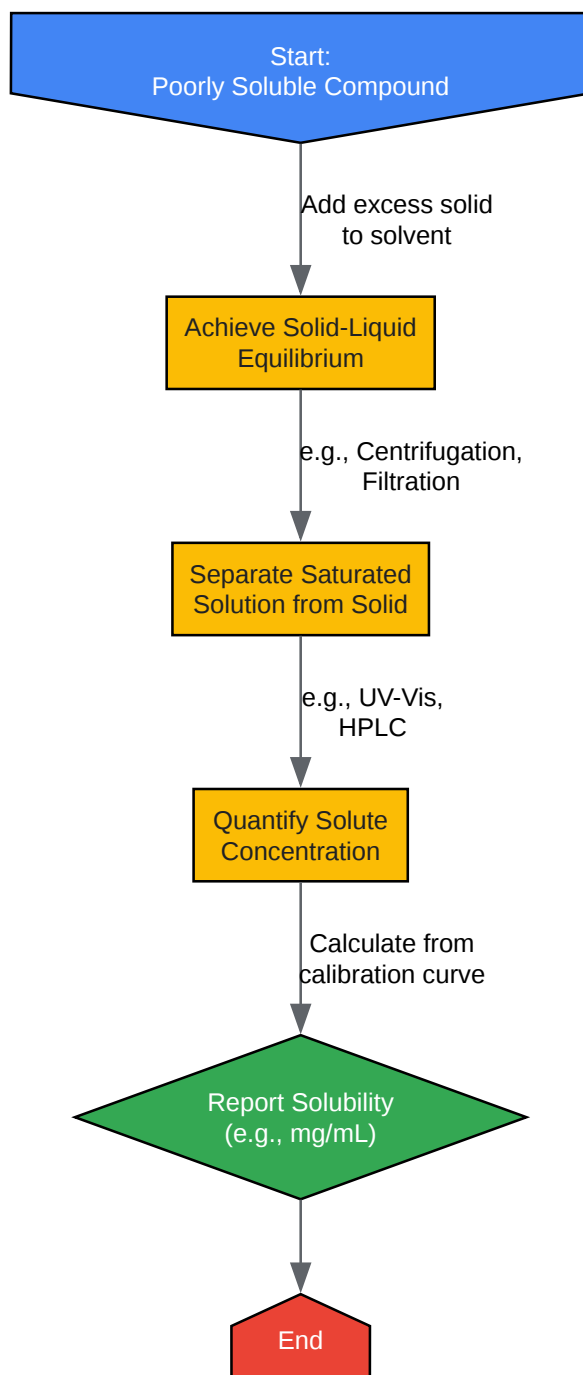 Start:
Poorly Soluble Compound
Add excess solid
to solvent
Achieve Solid-Liquid
Equilibrium
e.g., Centrifugation,
Filtration
Separate Saturated
Solution from Solid
e.g., UV-Vis,
HPLC
Quantify Solute
Concentration
Calculate from
calibration curve
Report Solubility
(e.g., mg/mL)
End